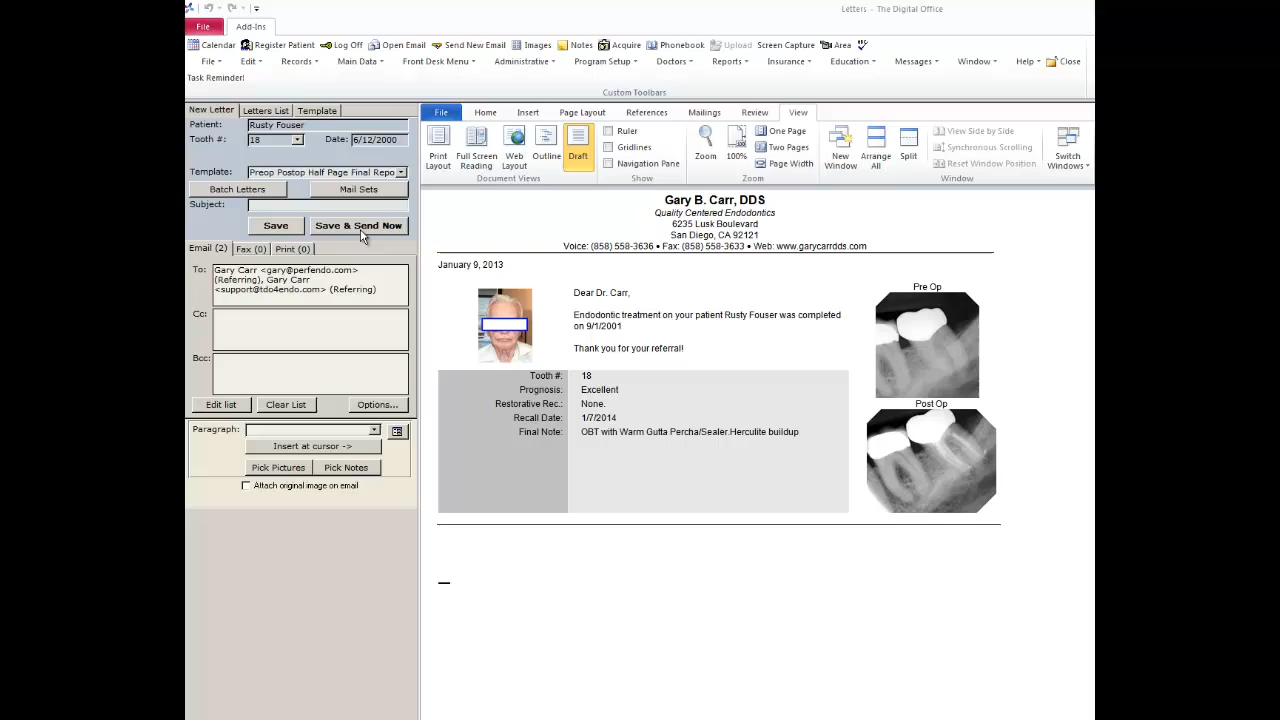 Letters - The Digital Office
File Add-Ins
Calendar Register Patient Log Off Open Email Send New Email Images Notes Acquire Phonebook Upload Screen Capture Area
File Edit Records Main Data Front Desk Menu Administrative Program Setup Doctors Reports Insurance Education Messages Window Help Close
Task Reminder!
Custom Toolbars
New Letter Letters List Template
Patient: Rusty Fouser
Tooth #: 18 Date: 6/12/2000
Template: Preop Postop Half Page Final Repo
Batch Letters Mail Sets
Subject:
Save Save & Send Now
Email (2) Fax (0) Print (0)
To: Gary Carr <gary@perfendo.com>
(Referring), Gary Carr
<support@tdo4endo.com> (Referring)
Cc:
Bcc:
Edit list Clear List Options...
Paragraph:
Insert at cursor ->
Pick Pictures Pick Notes
Attach original image on email
File Home Insert Page Layout References Mailings Review View
Print Layout Full Screen Reading Web Layout Outline Draft
Document Views
Ruler
Gridlines
Navigation Pane
Show
Zoom 100%
One Page
Two Pages
Page Width
Zoom
New Window Arrange All Split
View Side by Side
Synchronous Scrolling
Reset Window Position
Switch Windows
Window
Gary B. Carr, DDS
Quality Centered Endodontics
6235 Lusk Boulevard
San Diego, CA 92121
Voice: (858) 558-3636 • Fax: (858) 558-3633 • Web: www.garycarrdds.com
January 9, 2013
Dear Dr. Carr,
Endodontic treatment on your patient Rusty Fouser was completed
on 9/1/2001
Thank you for your referral!
Pre Op
Post Op
Tooth #: 18
Prognosis: Excellent
Restorative Rec.: None.
Recall Date: 1/7/2014
Final Note: OBT with Warm Gutta Percha/Sealer.Herculite buildup